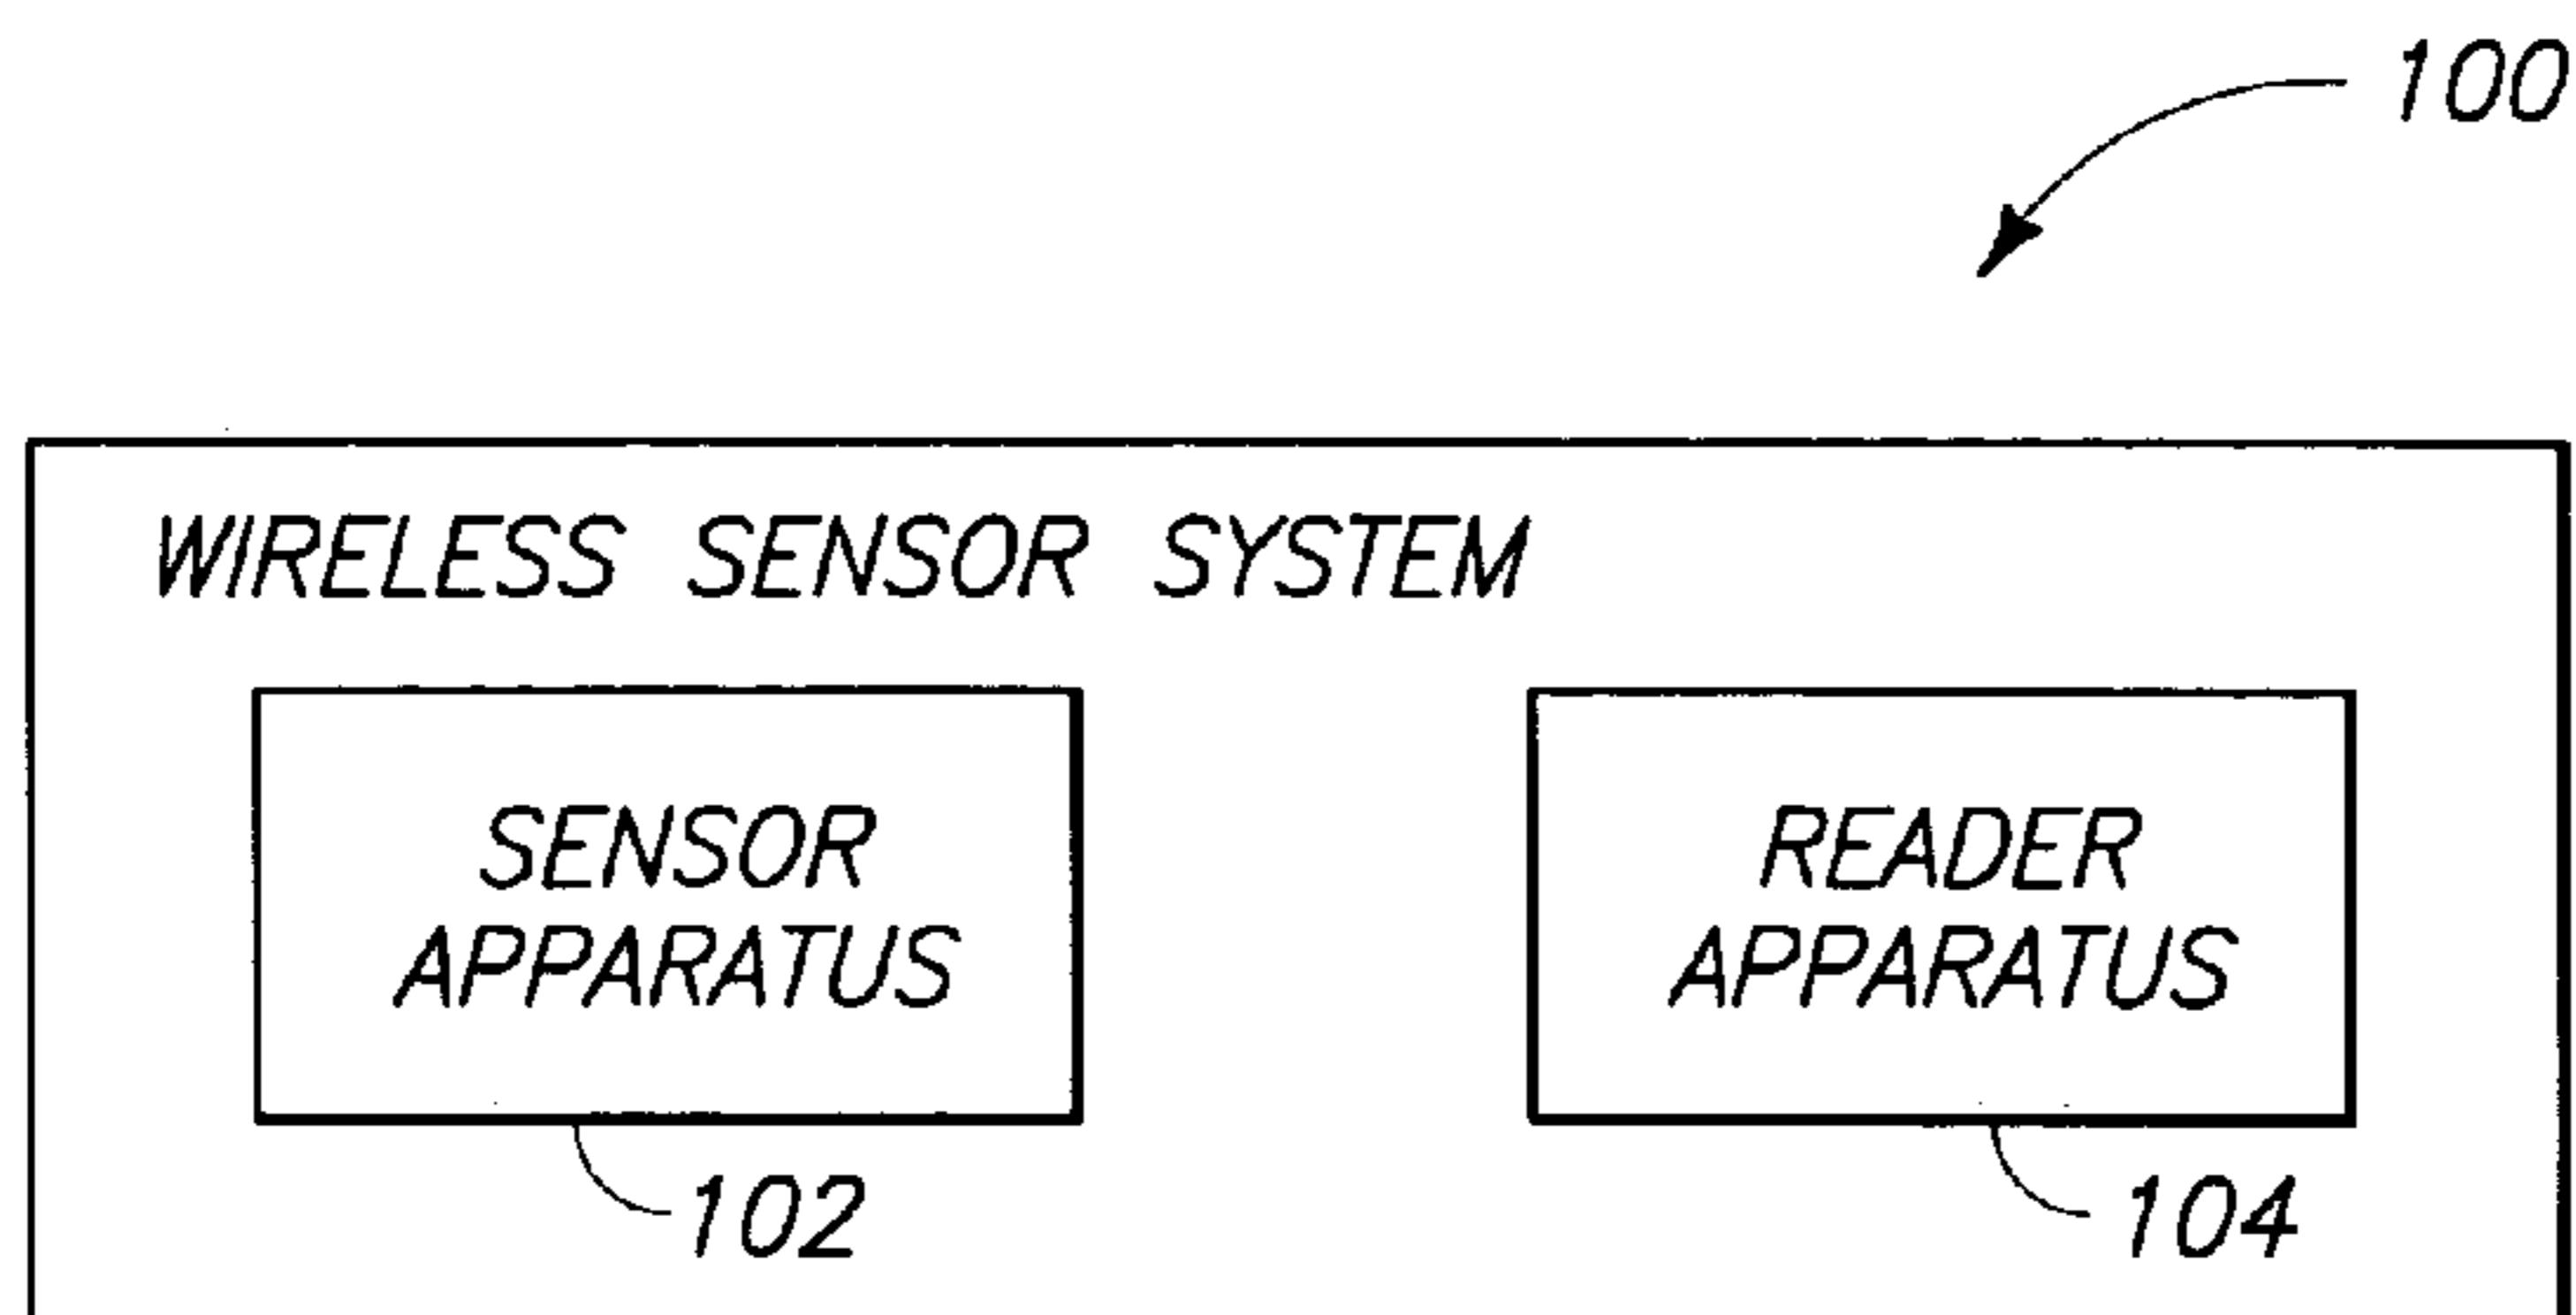 100
WIRELESS SENSOR SYSTEM
SENSOR
APPARATUS
READER
APPARATUS
102
104